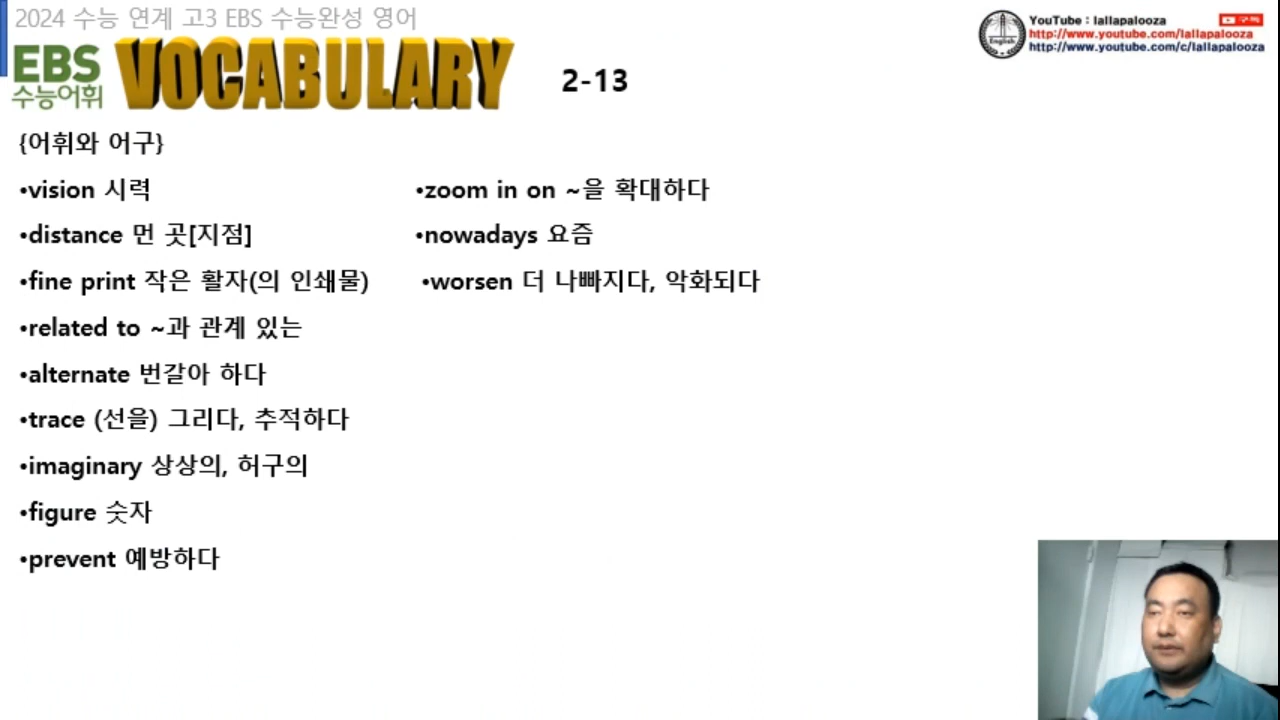 2024 수능 연계 고3 EBS 수능완성 영어
EBS
수능어휘
VOCABULARY
2-13
YouTube : lallapalooza
구독
http://www.youtube.com/lallapalooza
http://www.youtube.com/c/lallapalooza
English
{어휘와 어구}
•vision 시력
•distance 먼 곳[지점]
•fine print 작은 활자(의 인쇄물)
•related to ~과 관계 있는
•alternate 번갈아 하다
•trace (선을) 그리다, 추적하다
•imaginary 상상의, 허구의
•figure 숫자
•prevent 예방하다
•zoom in on ~을 확대하다
•nowadays 요즘
•worsen 더 나빠지다, 악화되다